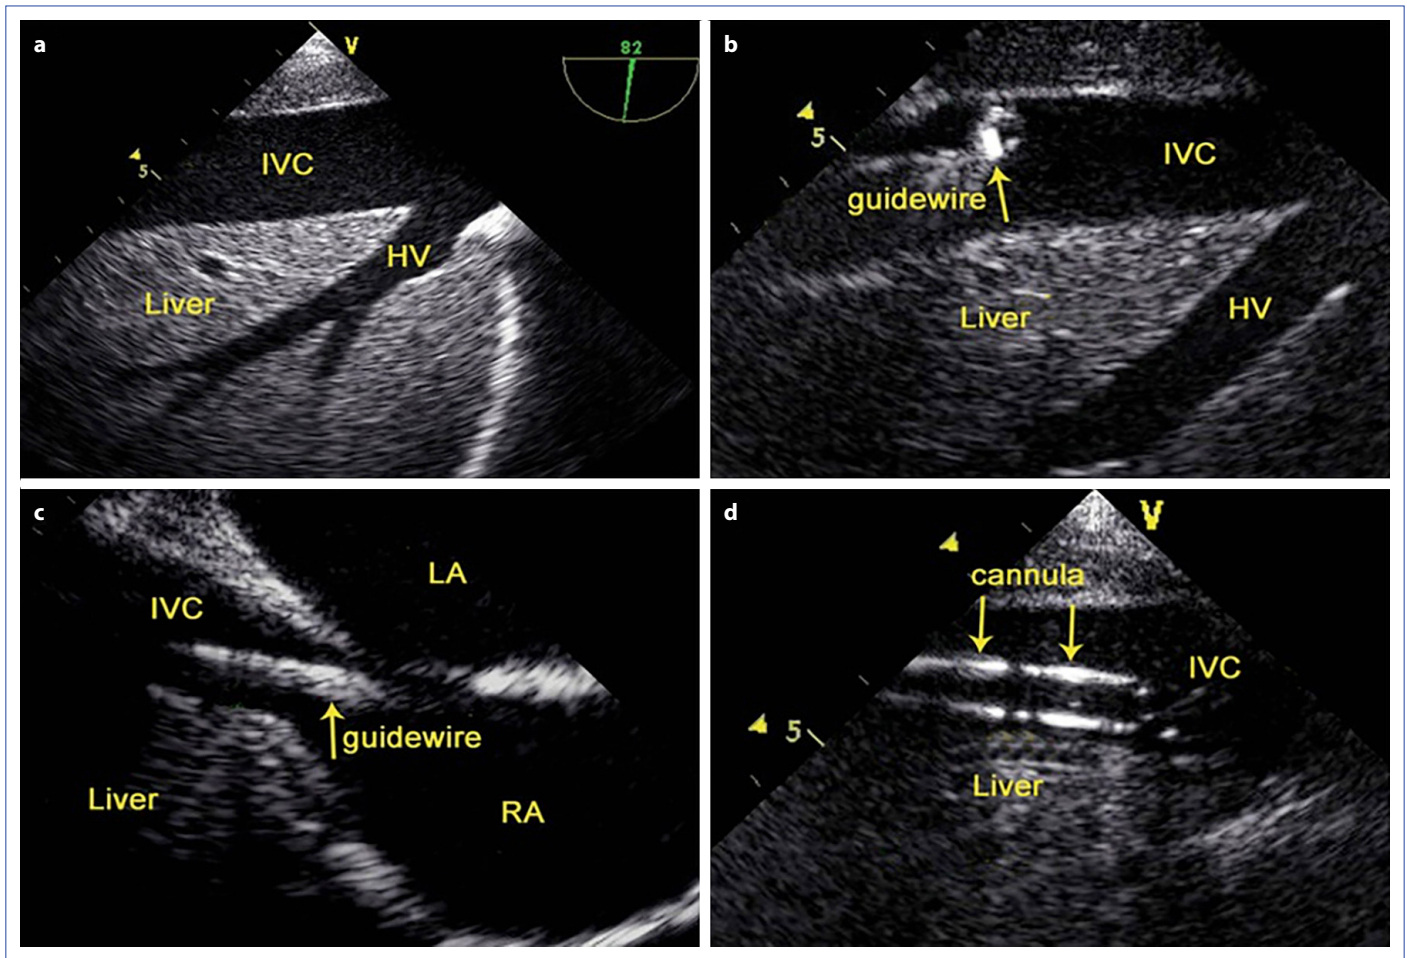 a
V
82
5
IVC
HV
Liver
b
5
IVC
guidewire
Liver
HV
c
LA
IVC
guidewire
Liver
RA
d
V
cannula
IVC
5
Liver